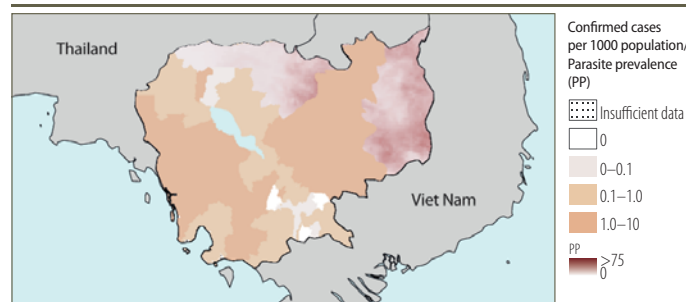 Thailand
Viet Nam
Confirmed cases
per 1000 population/
Parasite prevalence
(PP)
Insufficient data
0
0–0.1
0.1–1.0
1.0–10
PP
>75
0